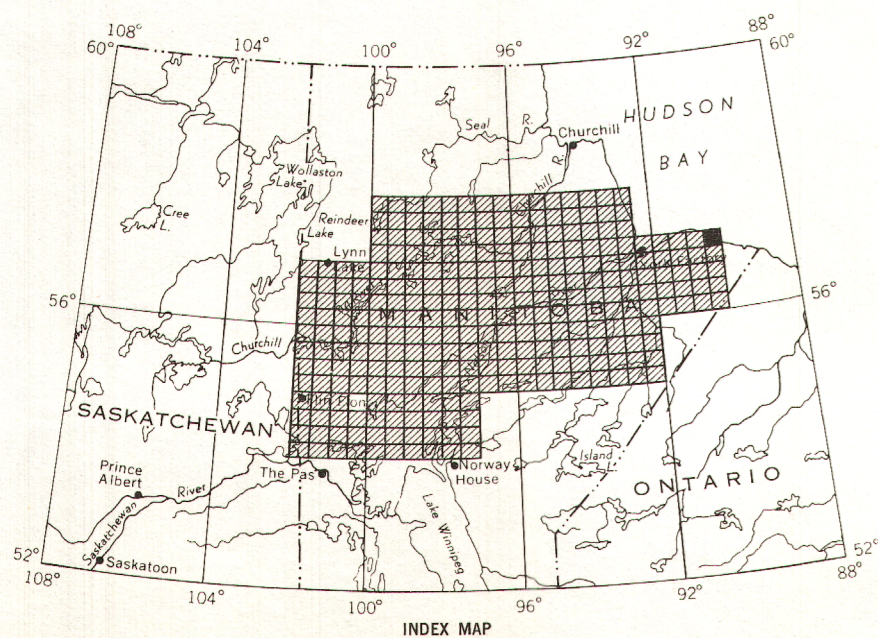 108°
104°
100°
96°
92°
88°
60°
60°
HUDSON
BAY
Seal
R.
Churchill
Churchill R.
Wollaston
Lake
Cree
L.
Reindeer
Lake
Lynn
Lake
56°
56°
MANITOBA
Nelson
Churchill
Flin Flon
SASKATCHEWAN
Prince
Albert
River
The Pas
Norway
House
Island
L.
ONTARIO
Saskatchewan
Lake Winnipeg
Saskatoon
52°
52°
108°
104°
100°
96°
92°
88°
INDEX MAP